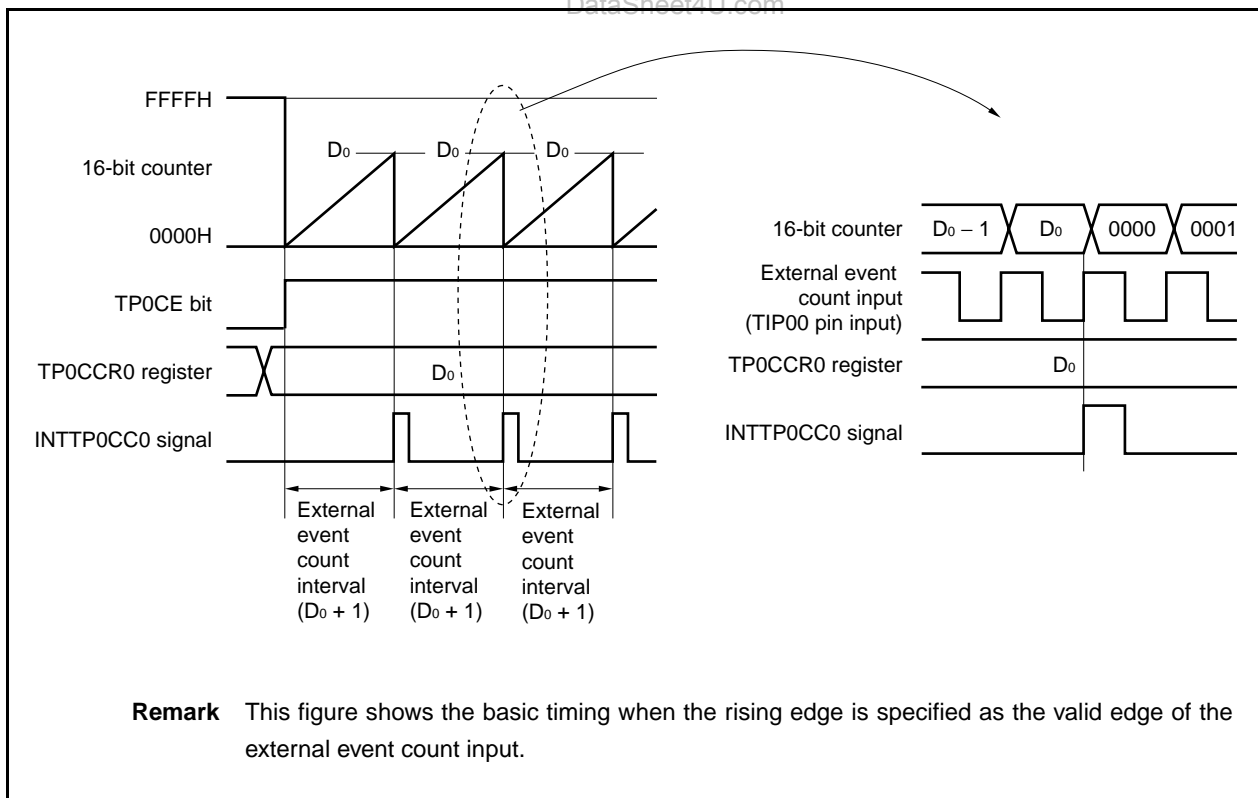 DataSheet4U.com
FFFFH
16-bit counter
0000H
D0 D0 D0
TP0CE bit
TP0CCR0 register
D0
INTTP0CC0 signal
External event count interval (D0 + 1)
External event count interval (D0 + 1)
External event count interval (D0 + 1)
16-bit counter
D0 − 1 D0 0000 0001
External event count input (TIP00 pin input)
TP0CCR0 register
D0
INTTP0CC0 signal
Remark This figure shows the basic timing when the rising edge is specified as the valid edge of the
external event count input.